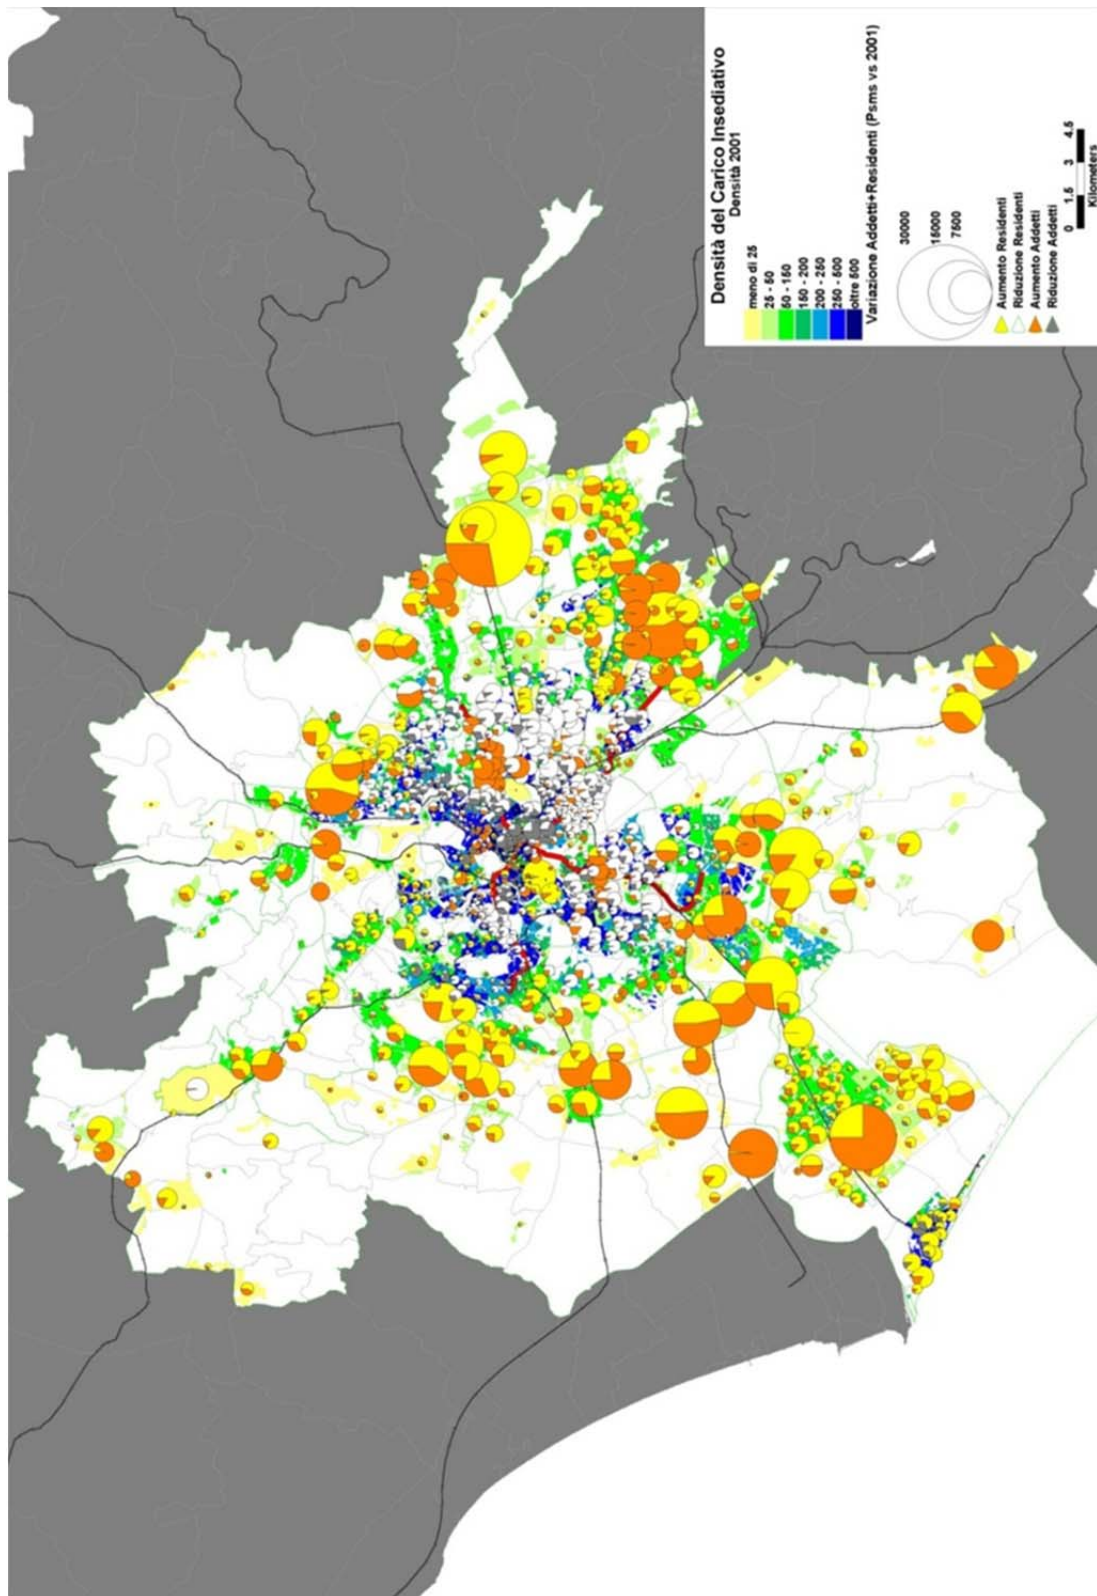 Densità del Carico Insediativo
Densità 2001
meno di 25
25 - 50
50 - 150
150 - 200
200 - 250
250 - 500
oltre 500
Variazione Addetti+Residenti (Psms vs 2001)
30000
15000
7500
Aumento Residenti
Riduzione Residenti
Aumento Addetti
Riduzione Addetti
0 1.5 3 4.5
Kilometers